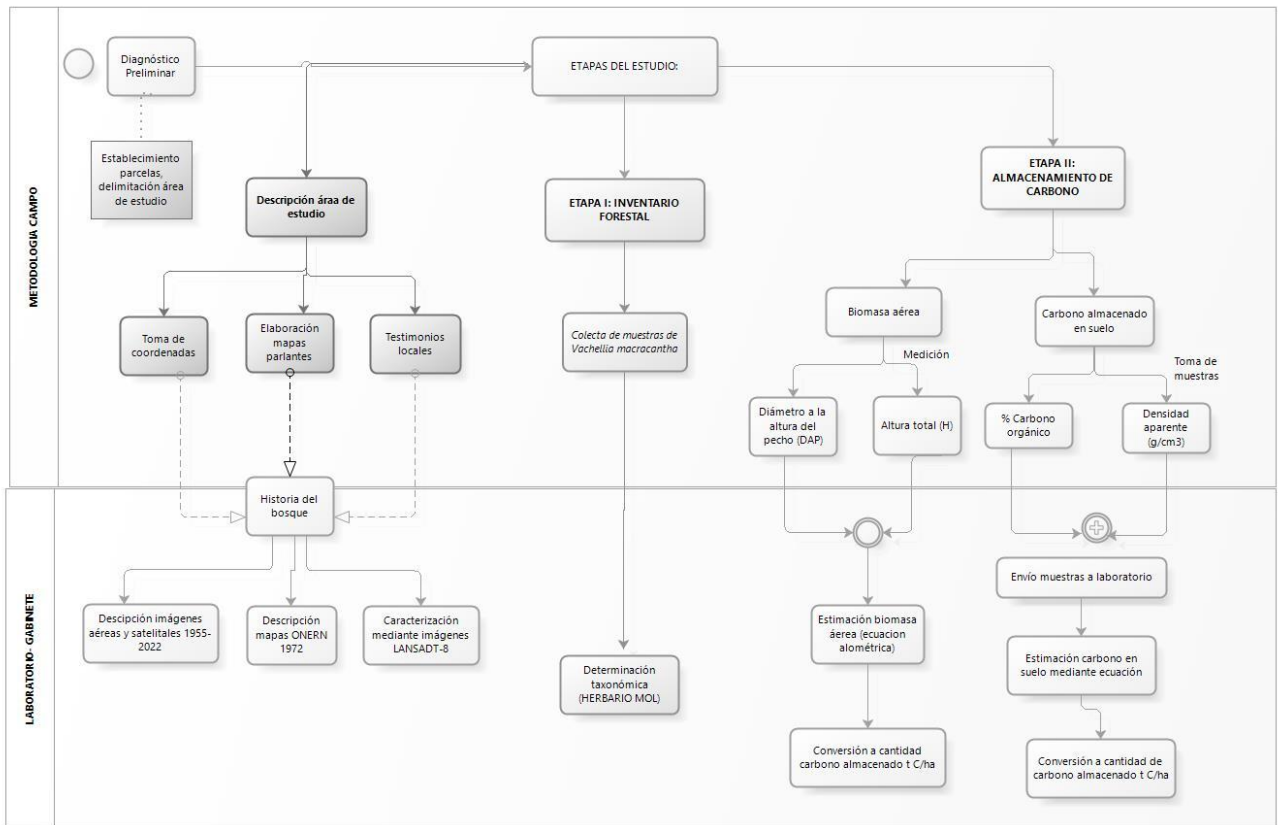 METODOLOGIA CAMPO
Diagnóstico
Preliminar
ETAPAS DEL ESTUDIO:
Establecimiento
parcelas,
delimitación área
de estudio
Descripción áraa de
estudio
ETAPA I: INVENTARIO
FORESTAL
ETAPA II:
ALMACENAMIENTO DE
CARBONO
Toma de
coordenadas
Elaboración
mapas
parlantes
Testimonios
locales
Colecta de muestras de
Vachellia macracantha
Biomasa aérea
Carbono almacenado
en suelo
Medición
Toma de
muestras
Diámetro a la
altura del
pecho (DAP)
Altura total (H)
% Carbono
orgánico
Densidad
aparente
(g/cm3)
LABORATORIO- GABINETE
Historia del
bosque
Descipción imágenes
aéreas y satelitales 1955-
2022
Descripción
mapas ONERN
1972
Caracterización
mediante imágenes
LANSADT-8
Determinación
taxonómica
(HERBARIO MOL)
Estimación biomasa
áerea (ecuacion
alométrica)
Conversión a cantidad
carbono almacenado t C/ha
Envío muestras a laboratorio
Estimación carbono en
suelo mediante ecuación
Conversión a cantidad de
carbono almacenado t C/ha